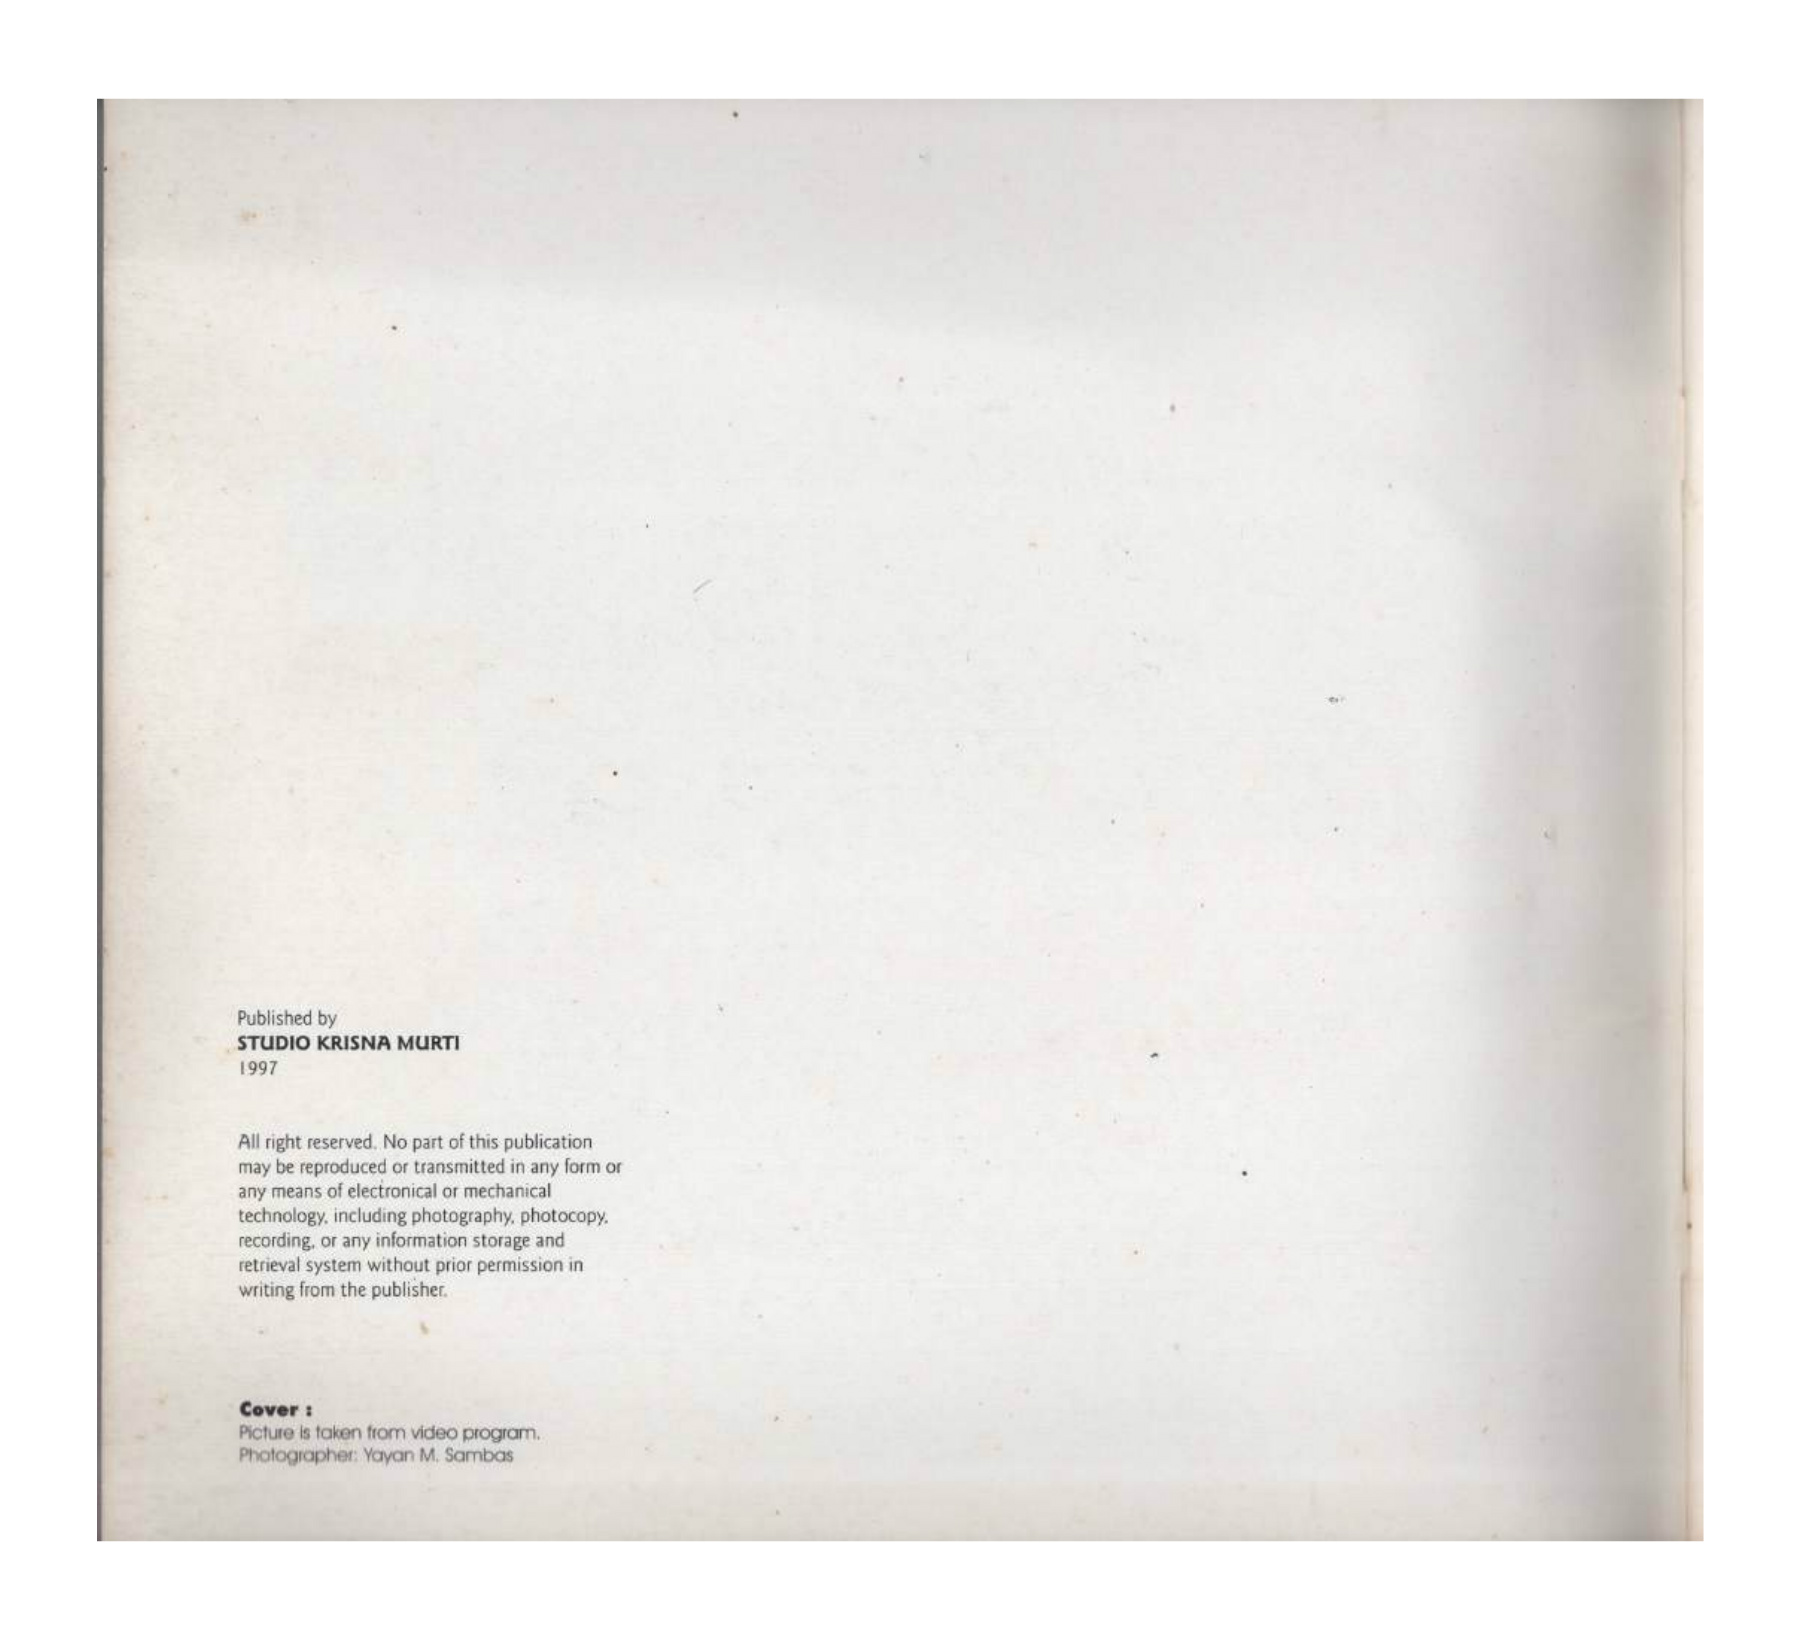 Published by
STUDIO KRISNA MURTI
1997
All right reserved. No part of this publication
may be reproduced or transmitted in any form or
any means of electronical or mechanical
technology, including photography, photocopy,
recording, or any information storage and
retrieval system without prior permission in
writing from the publisher.
Cover :
Picture is taken from video program.
Photographer: Yayan M. Sambas